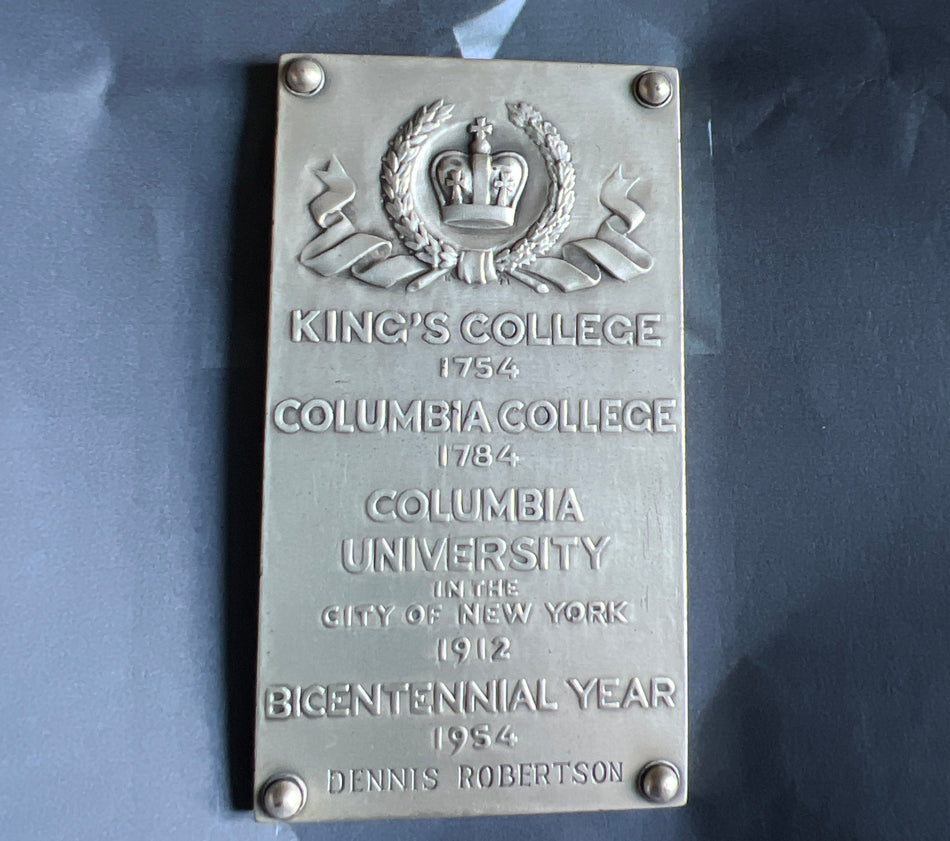 KING'S COLLEGE
1754
COLUMBIA COLLEGE
1784
COLUMBIA
UNIVERSITY
IN THE
CITY OF NEW YORK
1912
BICENTENNIAL YEAR
1954
DENNIS ROBERTSON